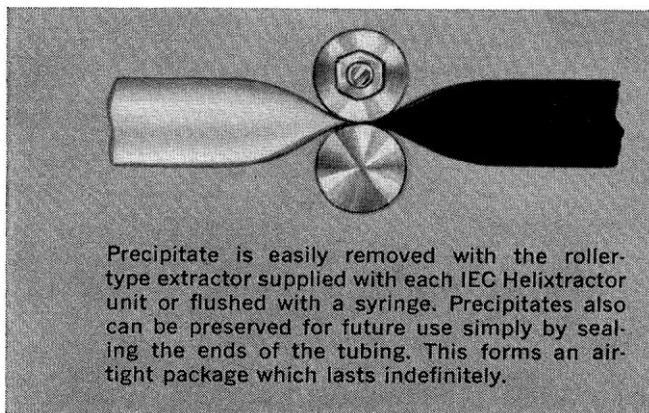 Precipitate is easily removed with the roller-
type extractor supplied with each IEC Helixtractor
unit or flushed with a syringe. Precipitates also
can be preserved for future use simply by seal-
ing the ends of the tubing. This forms an air-
tight package which lasts indefinitely.